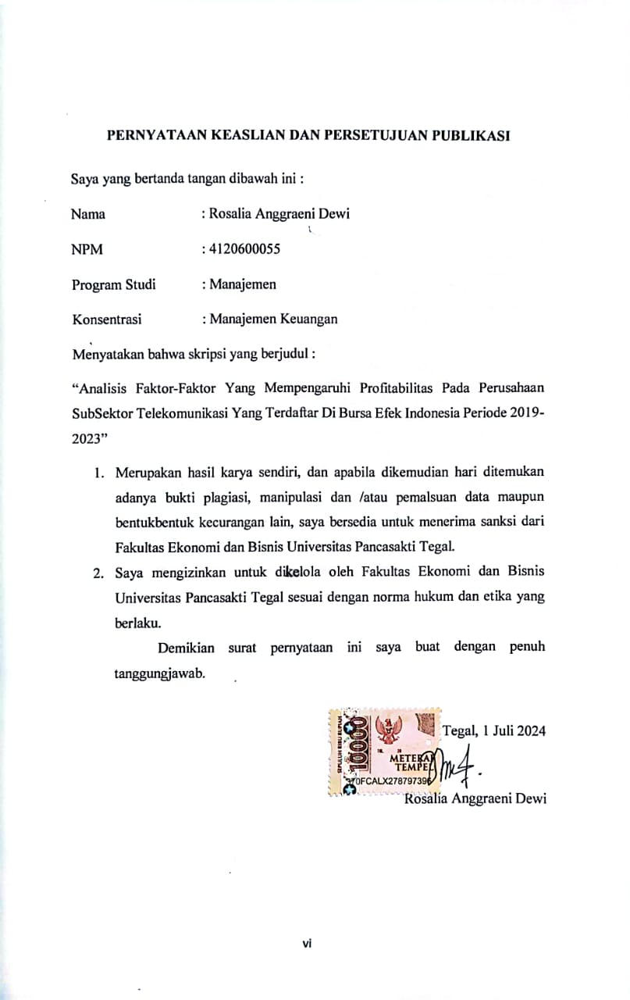 PERNYATAAN KEASLIAN DAN PERSETUJUAN PUBLIKASI
Saya yang bertanda tangan dibawah ini :
Nama : Rosalia Anggraeni Dewi
NPM : 4120600055
Program Studi : Manajemen
Konsentrasi : Manajemen Keuangan
Menyatakan bahwa skripsi yang berjudul :
“Analisis Faktor-Faktor Yang Mempengaruhi Profitabilitas Pada Perusahaan
SubSektor Telekomunikasi Yang Terdaftar Di Bursa Efek Indonesia Periode 2019-
2023”
1. Merupakan hasil karya sendiri, dan apabila dikemudian hari ditemukan
adanya bukti plagiasi, manipulasi dan /atau pemalsuan data maupun
bentukbentuk kecurangan lain, saya bersedia untuk menerima sanksi dari
Fakultas Ekonomi dan Bisnis Universitas Pancasakti Tegal.
2. Saya mengizinkan untuk dikelola oleh Fakultas Ekonomi dan Bisnis
Universitas Pancasakti Tegal sesuai dengan norma hukum dan etika yang
berlaku.
Demikian surat pernyataan ini saya buat dengan penuh
tanggungjawab.
SEPULUH RIBU RUPIAH
10000
Tegal, 1 Juli 2024
METERAI
TEMPEL
Rosalia Anggraeni Dewi
vi